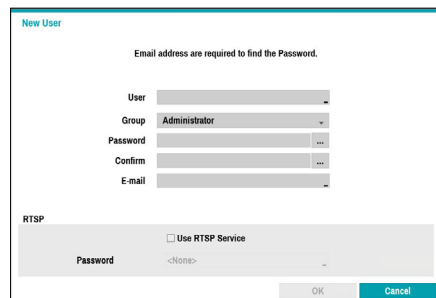 New User
Email address are required to find the Password.
User
Group Administrator
Password ...
Confirm ...
E-mail
RTSP
Use RTSP Service
Password <None>
OK Cancel